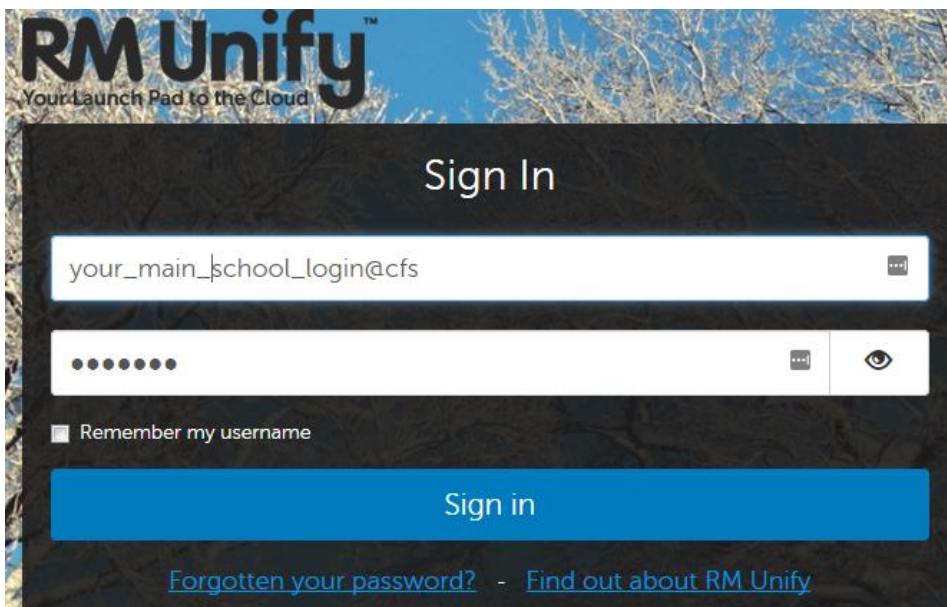 RM Unify™
Your Launch Pad to the Cloud
Sign In
your_main_school_login@cfs
Remember my username
Sign in
Forgotten your password? - Find out about RM Unify